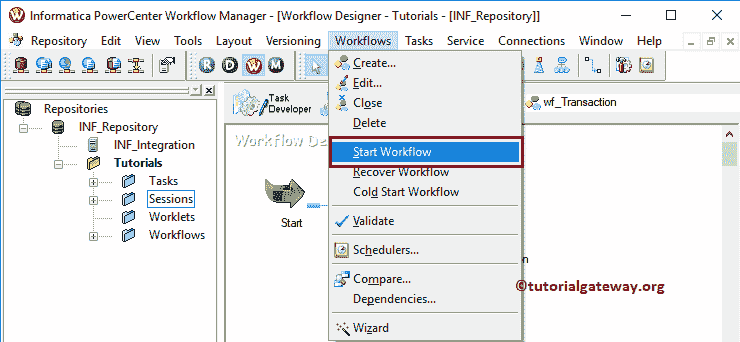 Informatica PowerCenter Workflow Manager - [Workflow Designer - Tutorials - [INF_Repository]]
Repository Edit View Tools Layout Versioning Workflows Tasks Service Connections Window Help
R D W M
Repositories
INF_Repository
INF_Integration
Tutorials
Tasks
Sessions
Worklets
Workflows
Task
Developer
wf_Transaction
Workflow De
Start
Create...
Edit...
Close
Delete
Start Workflow
Recover Workflow
Cold Start Workflow
Validate
Schedulers...
Compare...
Dependencies...
Wizard
on
©tutorialgateway.org